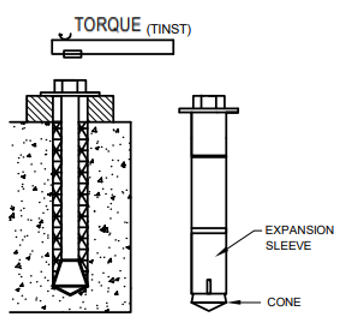 TORQUE (TINST)
EXPANSION
SLEEVE
CONE